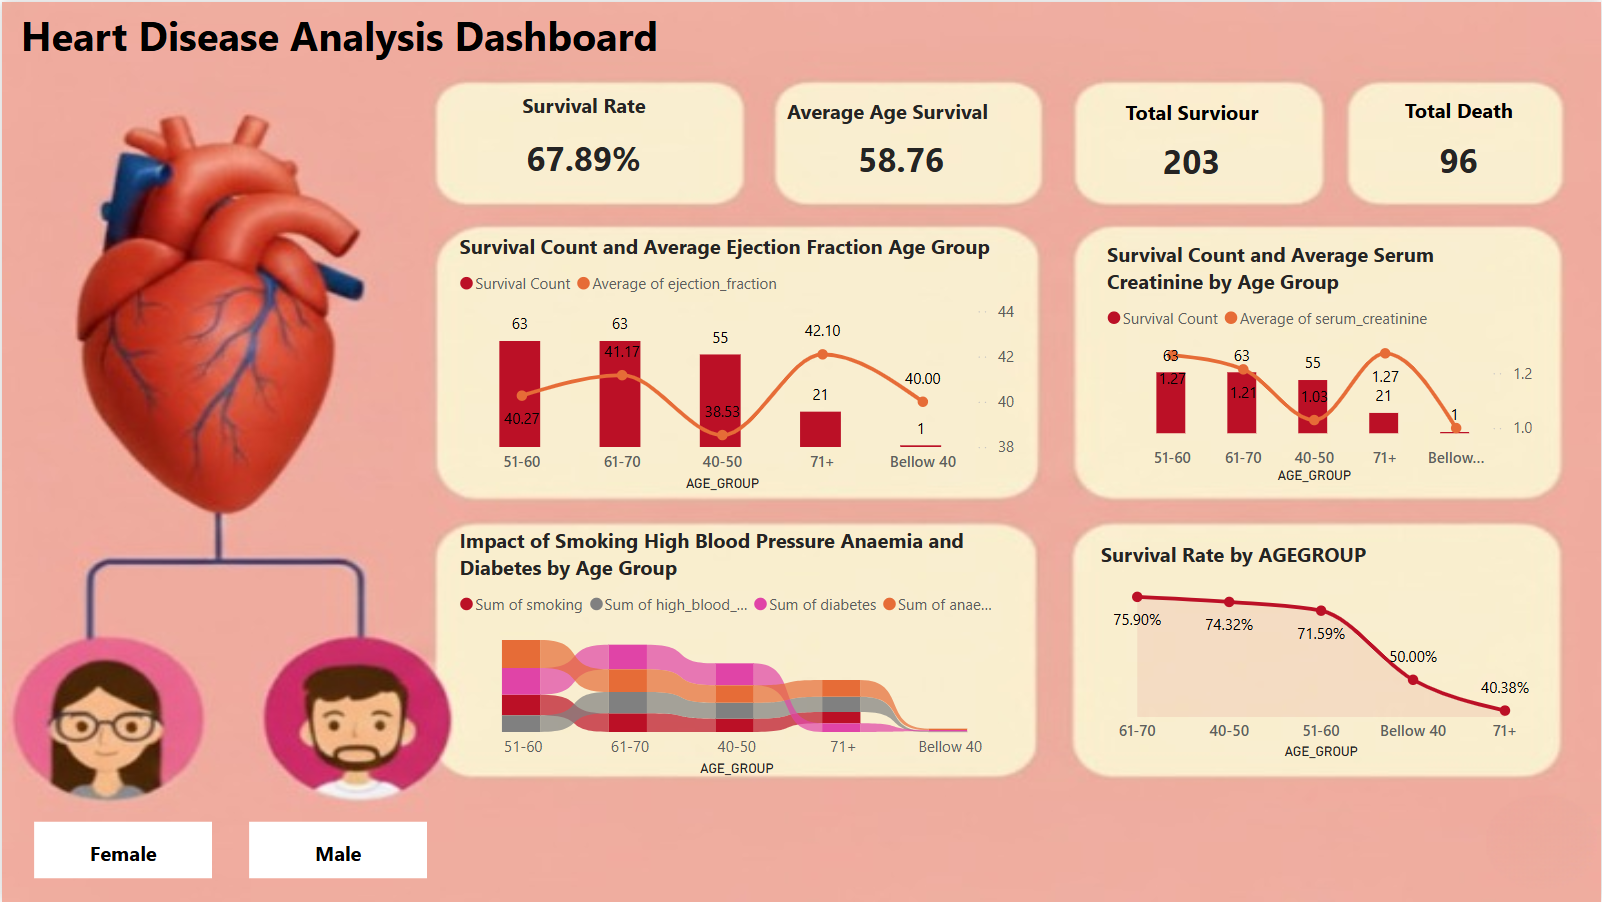 Heart Disease Analysis Dashboard
Survival Rate
67.89%
Average Age Survival
58.76
Total Surviour
203
Total Death
96
Survival Count and Average Ejection Fraction Age Group
Survival Count Average of ejection_fraction
63
63
55
21
1
40.27
41.17
38.53
42.10
40.00
44
42
40
38
51-60
61-70
40-50
71+
Bellow 40
AGE_GROUP
Survival Count and Average Serum
Creatinine by Age Group
Survival Count Average of serum_creatinine
63
63
55
21
1
1.27
1.21
1.03
1.27
1.2
1.0
51-60
61-70
40-50
71+
Bellow...
AGE_GROUP
Impact of Smoking High Blood Pressure Anaemia and
Diabetes by Age Group
Sum of smoking Sum of high_blood_... Sum of diabetes Sum of anae...
51-60
61-70
40-50
71+
Bellow 40
AGE_GROUP
Survival Rate by AGEGROUP
75.90%
74.32%
71.59%
50.00%
40.38%
61-70
40-50
51-60
Bellow 40
71+
AGE_GROUP
Female
Male